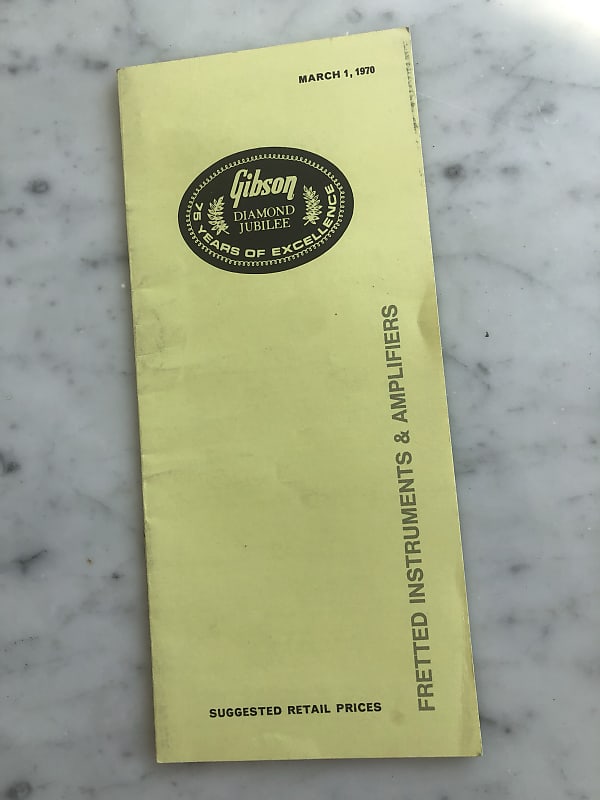 MARCH 1, 1970
Gibson
DIAMOND
JUBILEE
75 YEARS OF EXCELLENCE
FRETTED INSTRUMENTS & AMPLIFIERS
SUGGESTED RETAIL PRICES